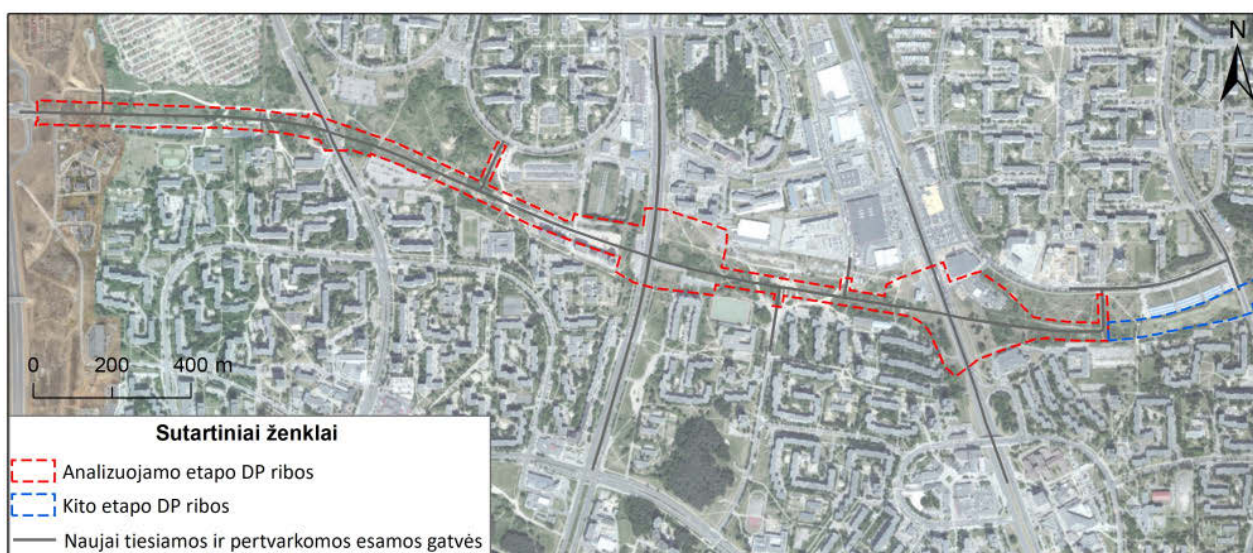 N
0 200 400 m
Sutartiniai ženklai
Analizuojamo etapo DP ribos
Kito etapo DP ribos
Naujai tiesiamos ir pertvarkomos esamos gatvės